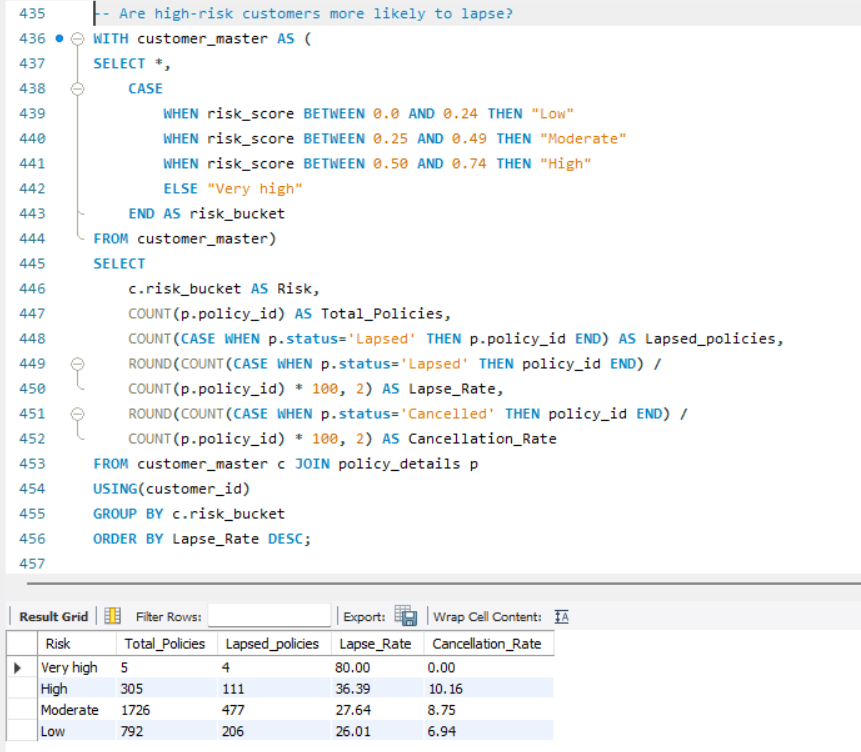 435 -- Are high-risk customers more likely to lapse?
436 WITH customer_master AS (
437 SELECT *,
438 CASE
439 WHEN risk_score BETWEEN 0.0 AND 0.24 THEN "Low"
440 WHEN risk_score BETWEEN 0.25 AND 0.49 THEN "Moderate"
441 WHEN risk_score BETWEEN 0.50 AND 0.74 THEN "High"
442 ELSE "Very high"
443 END AS risk_bucket
444 FROM customer_master)
445 SELECT
446 c.risk_bucket AS Risk,
447 COUNT(p.policy_id) AS Total_Policies,
448 COUNT(CASE WHEN p.status='Lapsed' THEN p.policy_id END) AS Lapsed_policies,
449 ROUND(COUNT(CASE WHEN p.status='Lapsed' THEN policy_id END) /
450 COUNT(p.policy_id) * 100, 2) AS Lapse_Rate,
451 ROUND(COUNT(CASE WHEN p.status='Cancelled' THEN policy_id END) /
452 COUNT(p.policy_id) * 100, 2) AS Cancellation_Rate
453 FROM customer_master c JOIN policy_details p
454 USING(customer_id)
455 GROUP BY c.risk_bucket
456 ORDER BY Lapse_Rate DESC;
457
Result Grid Filter Rules: Export: Wrap Cell Content: IA
Risk Total_Policies Lapsed_policies Lapse_Rate Cancellation_Rate
Very high 5 4 80.00 0.00
High 305 111 36.39 10.16
Moderate 1726 477 27.64 8.75
Low 792 206 26.01 6.94